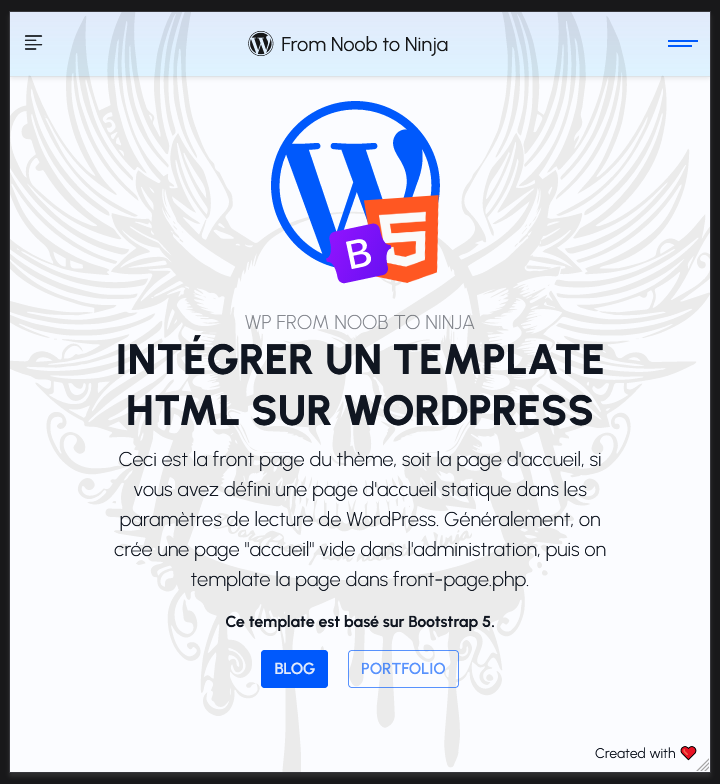 From Noob to Ninja
B
5
WP FROM NOOB TO NINJA
INTÉGRER UN TEMPLATE
HTML SUR WORDPRESS
Ceci est la front page du thème, soit la page d'accueil, si
vous avez défini une page d'accueil statique dans les
paramètres de lecture de WordPress. Généralement, on
crée une page "accueil" vide dans l'administration, puis on
template la page dans front-page.php.
Ce template est basé sur Bootstrap 5.
BLOG PORTFOLIO
Created with